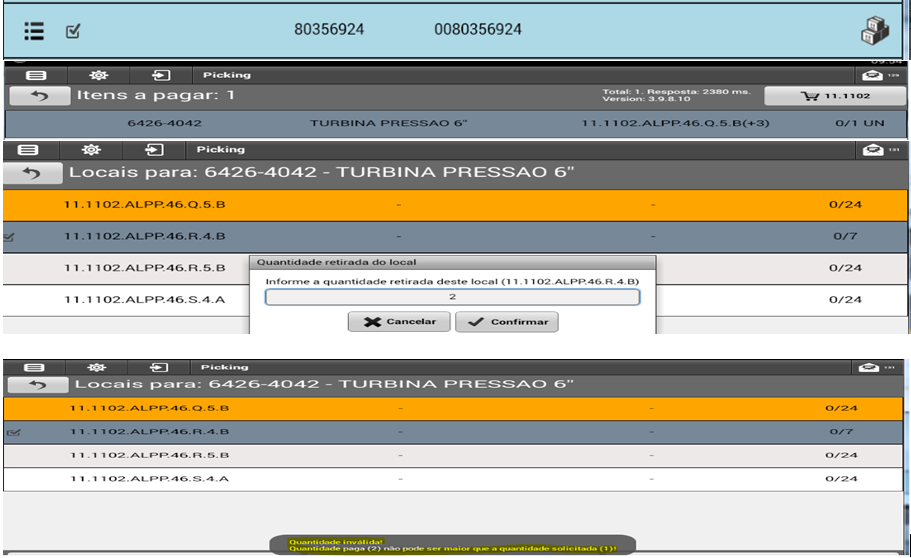 80356924 0080356924
Picking
Itens a pagar: 1 Total: 1. Resposta: 2380 ms.
Version: 3.9.8.10 11.1102
6426-4042 TURBINA PRESSAO 6" 11.1102.ALPP.46.Q.5.B(+3) 0/1 UN
Picking
Locais para: 6426-4042 - TURBINA PRESSAO 6"
11.1102.ALPP.46.Q.5.B - - 0/24
11.1102.ALPP.46.R.4.B - - 0/7
11.1102.ALPP.46.R.5.B 0/24
11.1102.ALPP.46.S.4.A 0/24
Quantidade retirada do local
Informe a quantidade retirada deste local (11.1102.ALPP.46.R.4.B)
2
Cancelar Confirmar
Picking
Locais para: 6426-4042 - TURBINA PRESSAO 6"
11.1102.ALPP.46.Q.5.B - - 0/24
11.1102.ALPP.46.R.4.B - - 0/7
11.1102.ALPP.46.R.5.B - - 0/24
11.1102.ALPP.46.S.4.A - - 0/24
Quantidade inválida!
Quantidade paga (2) não pode ser maior que a quantidade solicitada (1)!